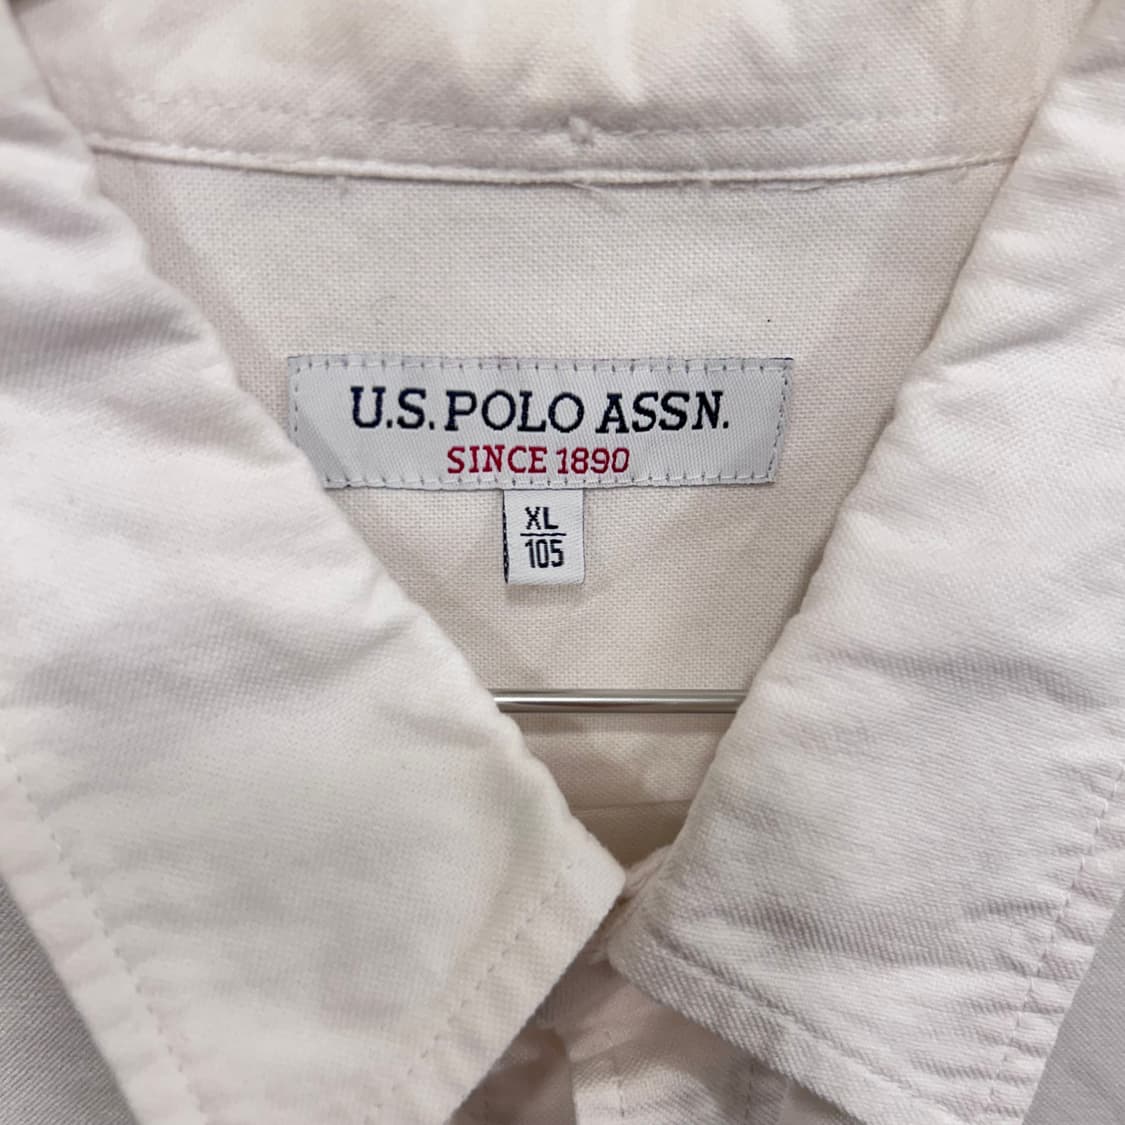 U.S. POLO ASSN.
SINCE 1890
XL
105